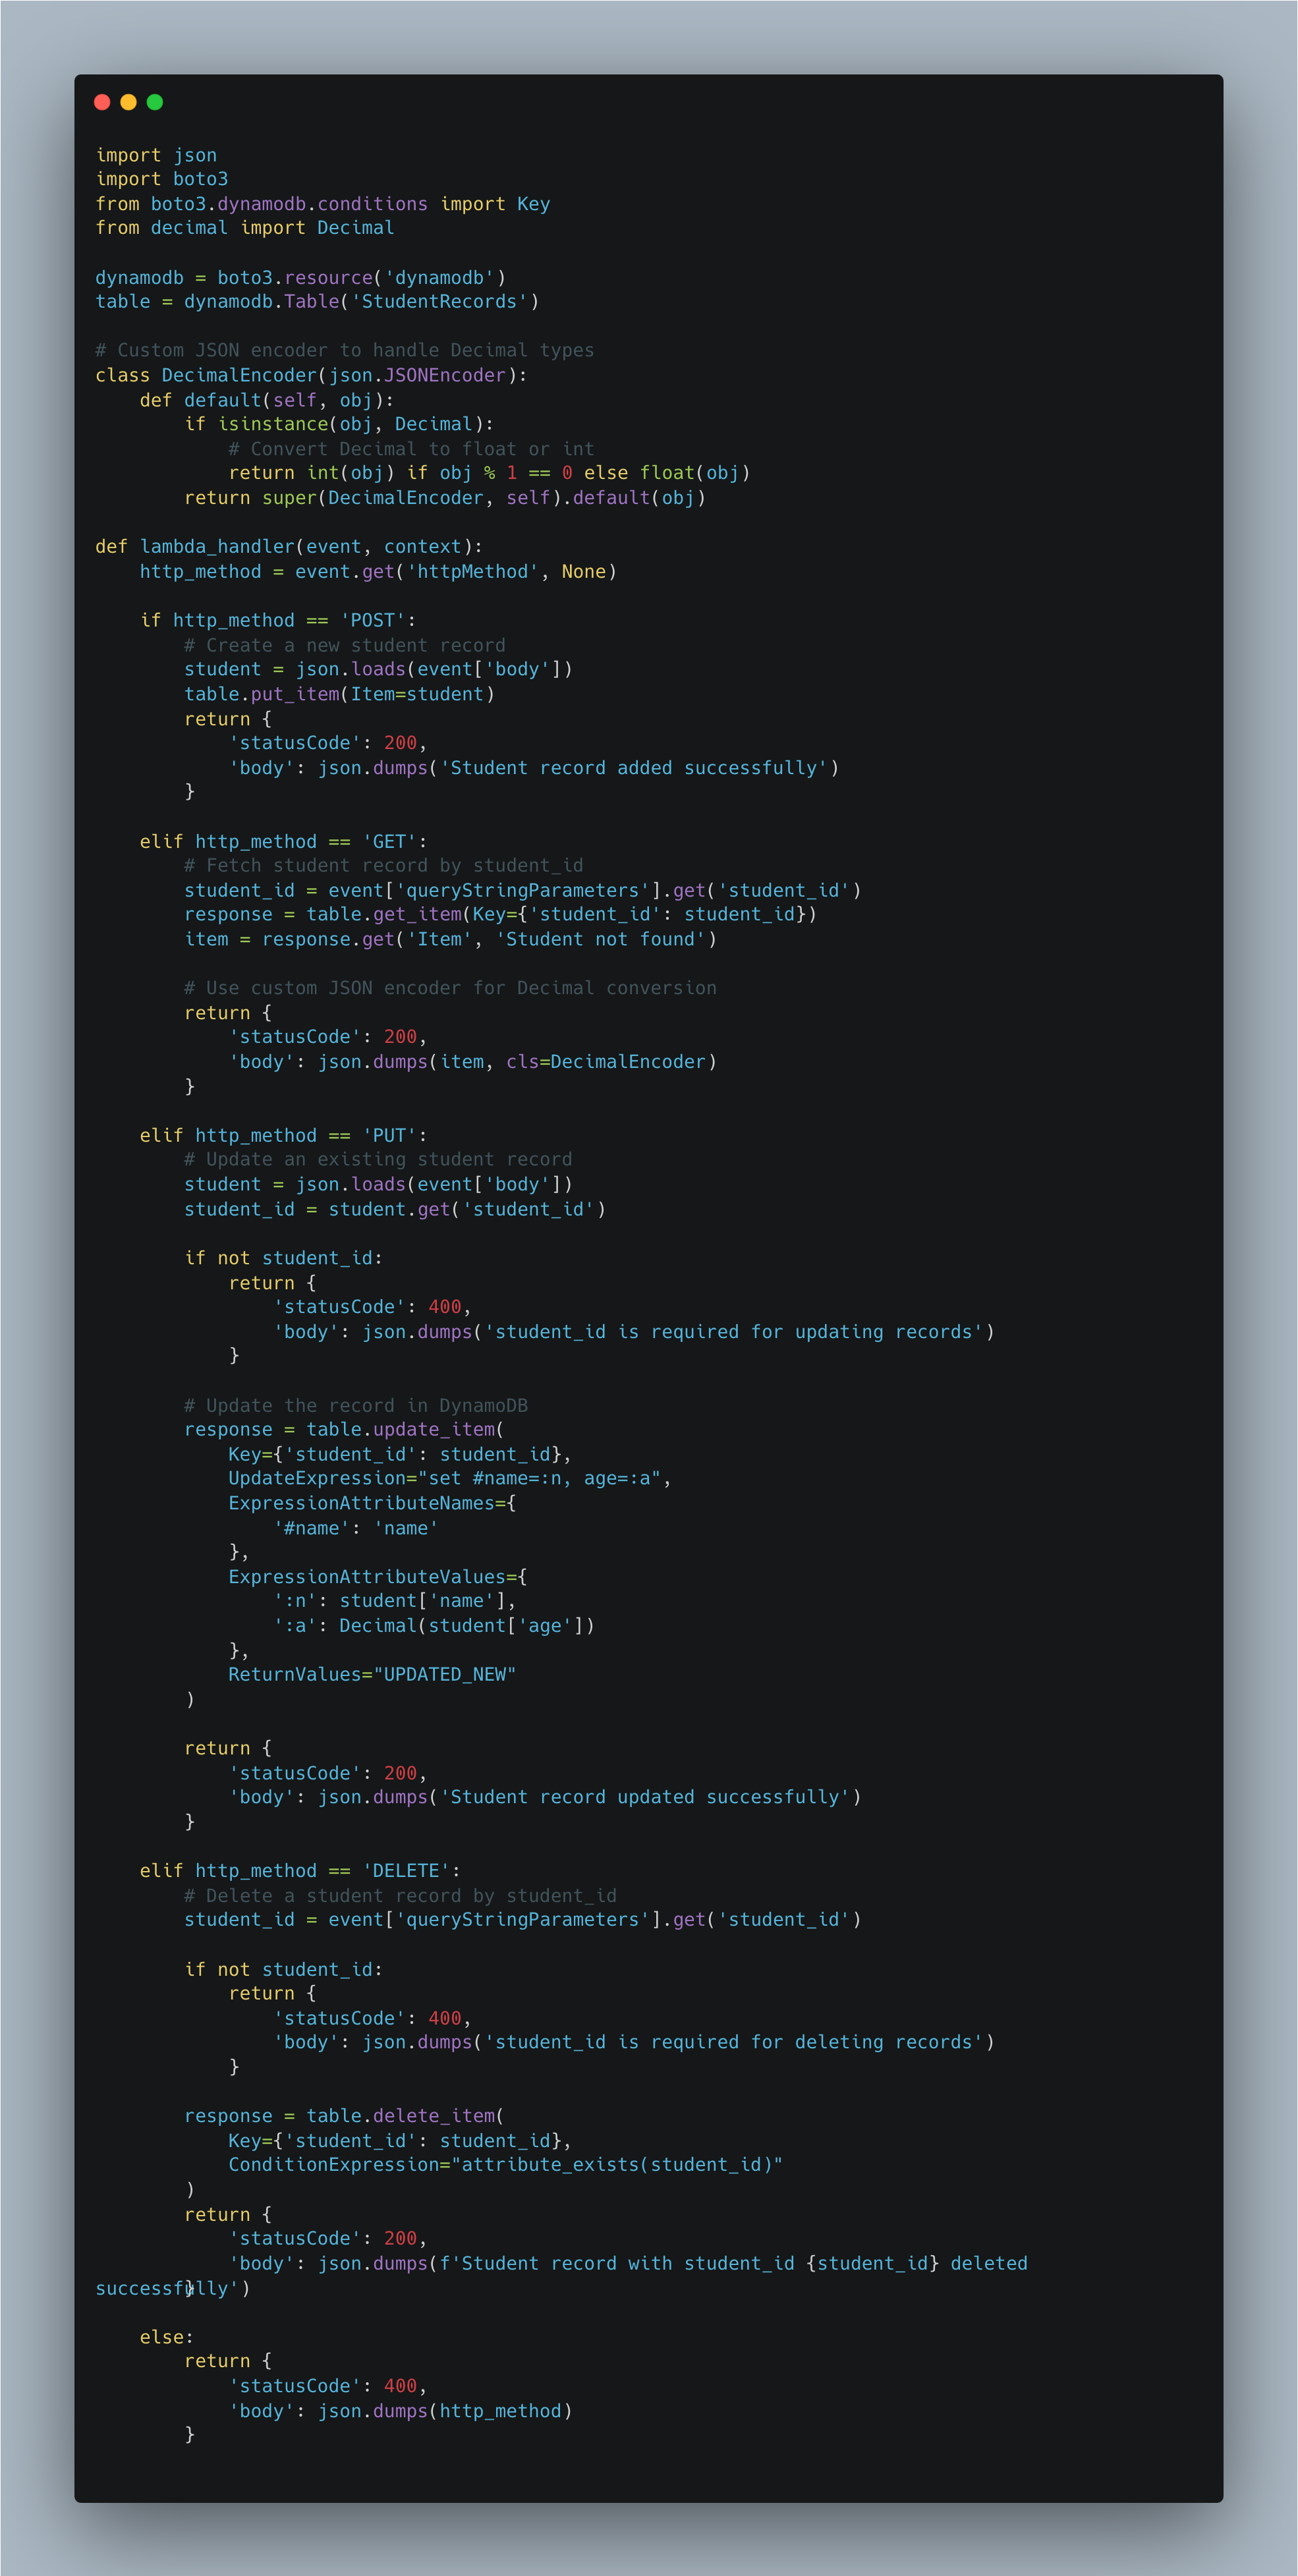 import json
import boto3
from boto3.dynamodb.conditions import Key
from decimal import Decimal

dynamodb = boto3.resource('dynamodb')
table = dynamodb.Table('StudentRecords')

# Custom JSON encoder to handle Decimal types
class DecimalEncoder(json.JSONEncoder):
    def default(self, obj):
        if isinstance(obj, Decimal):
            # Convert Decimal to float or int
            return int(obj) if obj % 1 == 0 else float(obj)
        return super(DecimalEncoder, self).default(obj)

def lambda_handler(event, context):
    http_method = event.get('httpMethod', None)

    if http_method == 'POST':
        # Create a new student record
        student = json.loads(event['body'])
        table.put_item(Item=student)
        return {
            'statusCode': 200,
            'body': json.dumps('Student record added successfully')
        }

    elif http_method == 'GET':
        # Fetch student record by student_id
        student_id = event['queryStringParameters'].get('student_id')
        response = table.get_item(Key={'student_id': student_id})
        item = response.get('Item', 'Student not found')

        # Use custom JSON encoder for Decimal conversion
        return {
            'statusCode': 200,
            'body': json.dumps(item, cls=DecimalEncoder)
        }

    elif http_method == 'PUT':
        # Update an existing student record
        student = json.loads(event['body'])
        student_id = student.get('student_id')

        if not student_id:
            return {
                'statusCode': 400,
                'body': json.dumps('student_id is required for updating records')
            }

        # Update the record in DynamoDB
        response = table.update_item(
            Key={'student_id': student_id},
            UpdateExpression="set #name=:n, age=:a",
            ExpressionAttributeNames={
                '#name': 'name'
            },
            ExpressionAttributeValues={
                ':n': student['name'],
                ':a': Decimal(student['age'])
            },
            ReturnValues="UPDATED_NEW"
        )

        return {
            'statusCode': 200,
            'body': json.dumps('Student record updated successfully')
        }

    elif http_method == 'DELETE':
        # Delete a student record by student_id
        student_id = event['queryStringParameters'].get('student_id')

        if not student_id:
            return {
                'statusCode': 400,
                'body': json.dumps('student_id is required for deleting records')
            }

        response = table.delete_item(
            Key={'student_id': student_id},
            ConditionExpression="attribute_exists(student_id)"
        )
        return {
            'statusCode': 200,
            'body': json.dumps(f'Student record with student_id {student_id} deleted
successfully')
        }

    else:
        return {
            'statusCode': 400,
            'body': json.dumps(http_method)
        }